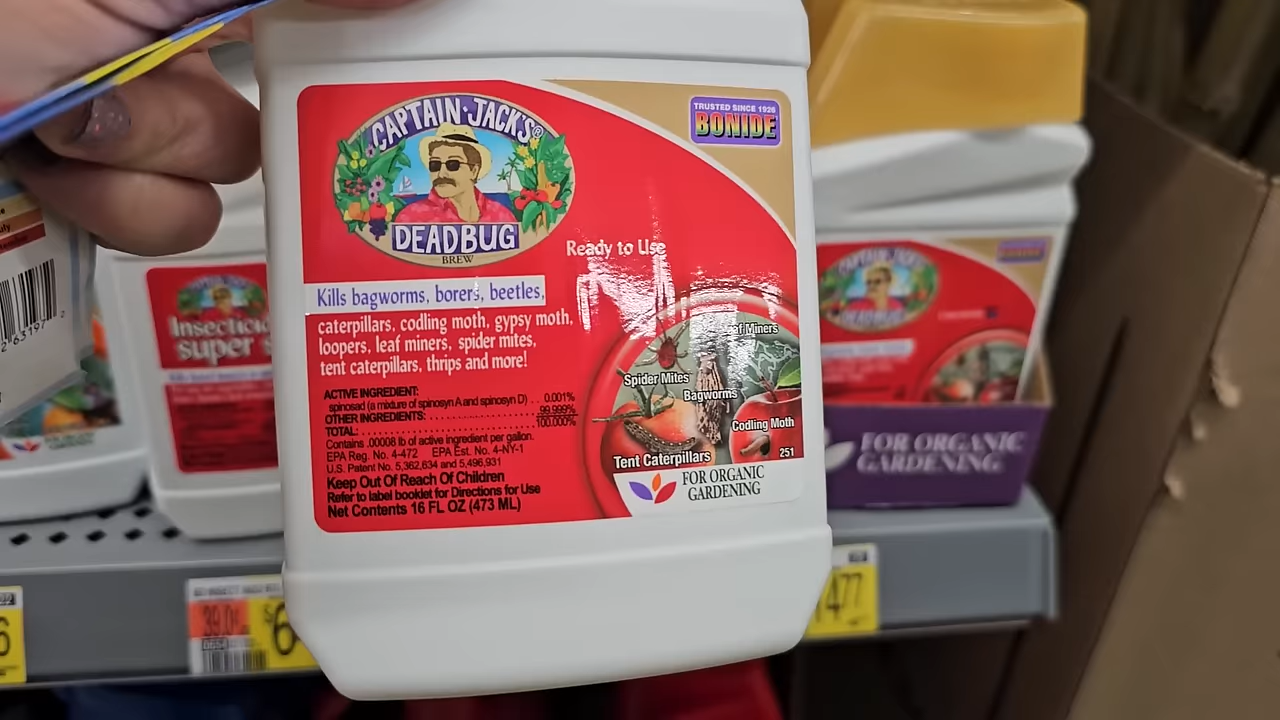 CAPTAIN JACK'S®
DEADBUG
BREW
TRUSTED SINCE 1926
BONIDE
Ready to Use
Kills bagworms, borers, beetles,
caterpillars, codling moth, gypsy moth,
loopers, leaf miners, spider mites,
tent caterpillars, thrips and more!
ACTIVE INGREDIENT:
spinosad (a mixture of spinosyn A and spinosyn D) . . 0.001%
OTHER INGREDIENTS: . . . . . . . . . . . . . . . . . 99.999%
TOTAL: . . . . . . . . . . . . . . . . . . . . . . . . . . . 100.000%
Contains .00008 lb of active ingredient per gallon.
EPA Reg. No. 4-472 EPA Est. No. 4-NY-1
U.S. Patent No. 5,362,634 and 5,496,931
Keep Out Of Reach Of Children
Refer to label booklet for Directions for Use
Net Contents 16 FL OZ (473 ML)
Leaf Miners
Spider Mites
Bagworms
Codling Moth
Tent Caterpillars
251
FOR ORGANIC
GARDENING
Insecticid
super s
CAPTAIN JACK'S
DEADBUG
FOR ORGANIC
GARDENING
$6
477
6